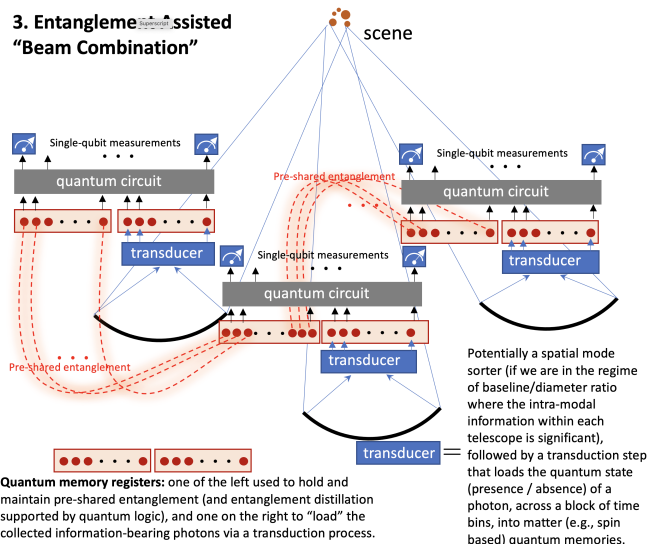 3. Entanglement Assisted
Superscript
“Beam Combination”
scene
Single-qubit measurements
quantum circuit
transducer
Pre-shared entanglement
Single-qubit measurements
quantum circuit
transducer
Pre-shared entanglement
Single-qubit measurements
quantum circuit
transducer
transducer
Quantum memory registers: one of the left used to hold and
maintain pre-shared entanglement (and entanglement distillation
supported by quantum logic), and one on the right to “load” the
collected information-bearing photons via a transduction process.
Potentially a spatial mode
sorter (if we are in the regime
of baseline/diameter ratio
where the intra-modal
information within each
telescope is significant),
followed by a transduction step
that loads the quantum state
(presence / absence) of a
photon, across a block of time
bins, into matter (e.g., spin
based) quantum memories.